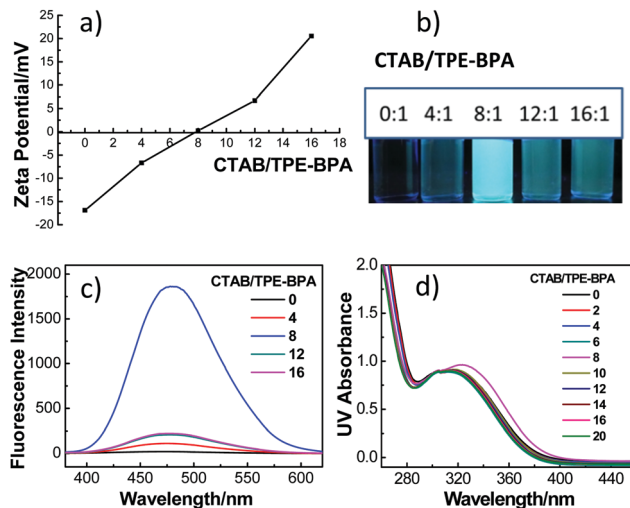 a)
Zeta Potential/mV
25
20
15
10
5
0
-5
-10
-15
-20
0 2 4 6 8 10 12 14 16 18
CTAB/TPE-BPA
b)
CTAB/TPE-BPA
0:1 4:1 8:1 12:1 16:1
c)
Fluorescence Intensity
2000
1500
1000
500
250
0
CTAB/TPE-BPA
0
4
8
12
16
400 450 500 550 600
Wavelength/nm
d)
UV Absorbance
2.0
1.5
1.0
0.5
0.0
CTAB/TPE-BPA
0
2
4
6
8
10
12
14
16
20
280 320 360 400 440
Wavelength/nm